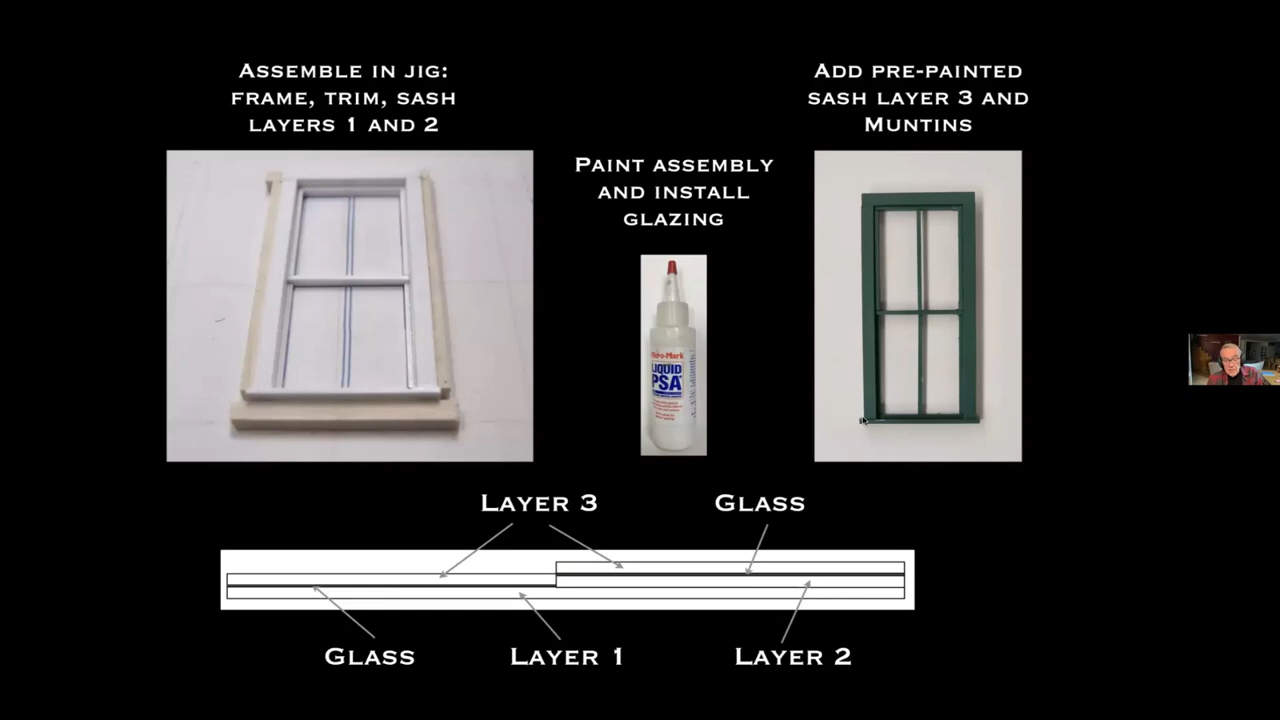 ASSEMBLE IN JIG:
FRAME, TRIM, SASH
LAYERS 1 AND 2
PAINT ASSEMBLY
AND INSTALL
GLAZING
Micro-Mark
LIQUID
PSA
ADD PRE-PAINTED
SASH LAYER 3 AND
MUNTINS
LAYER 3
GLASS
GLASS
LAYER 1
LAYER 2